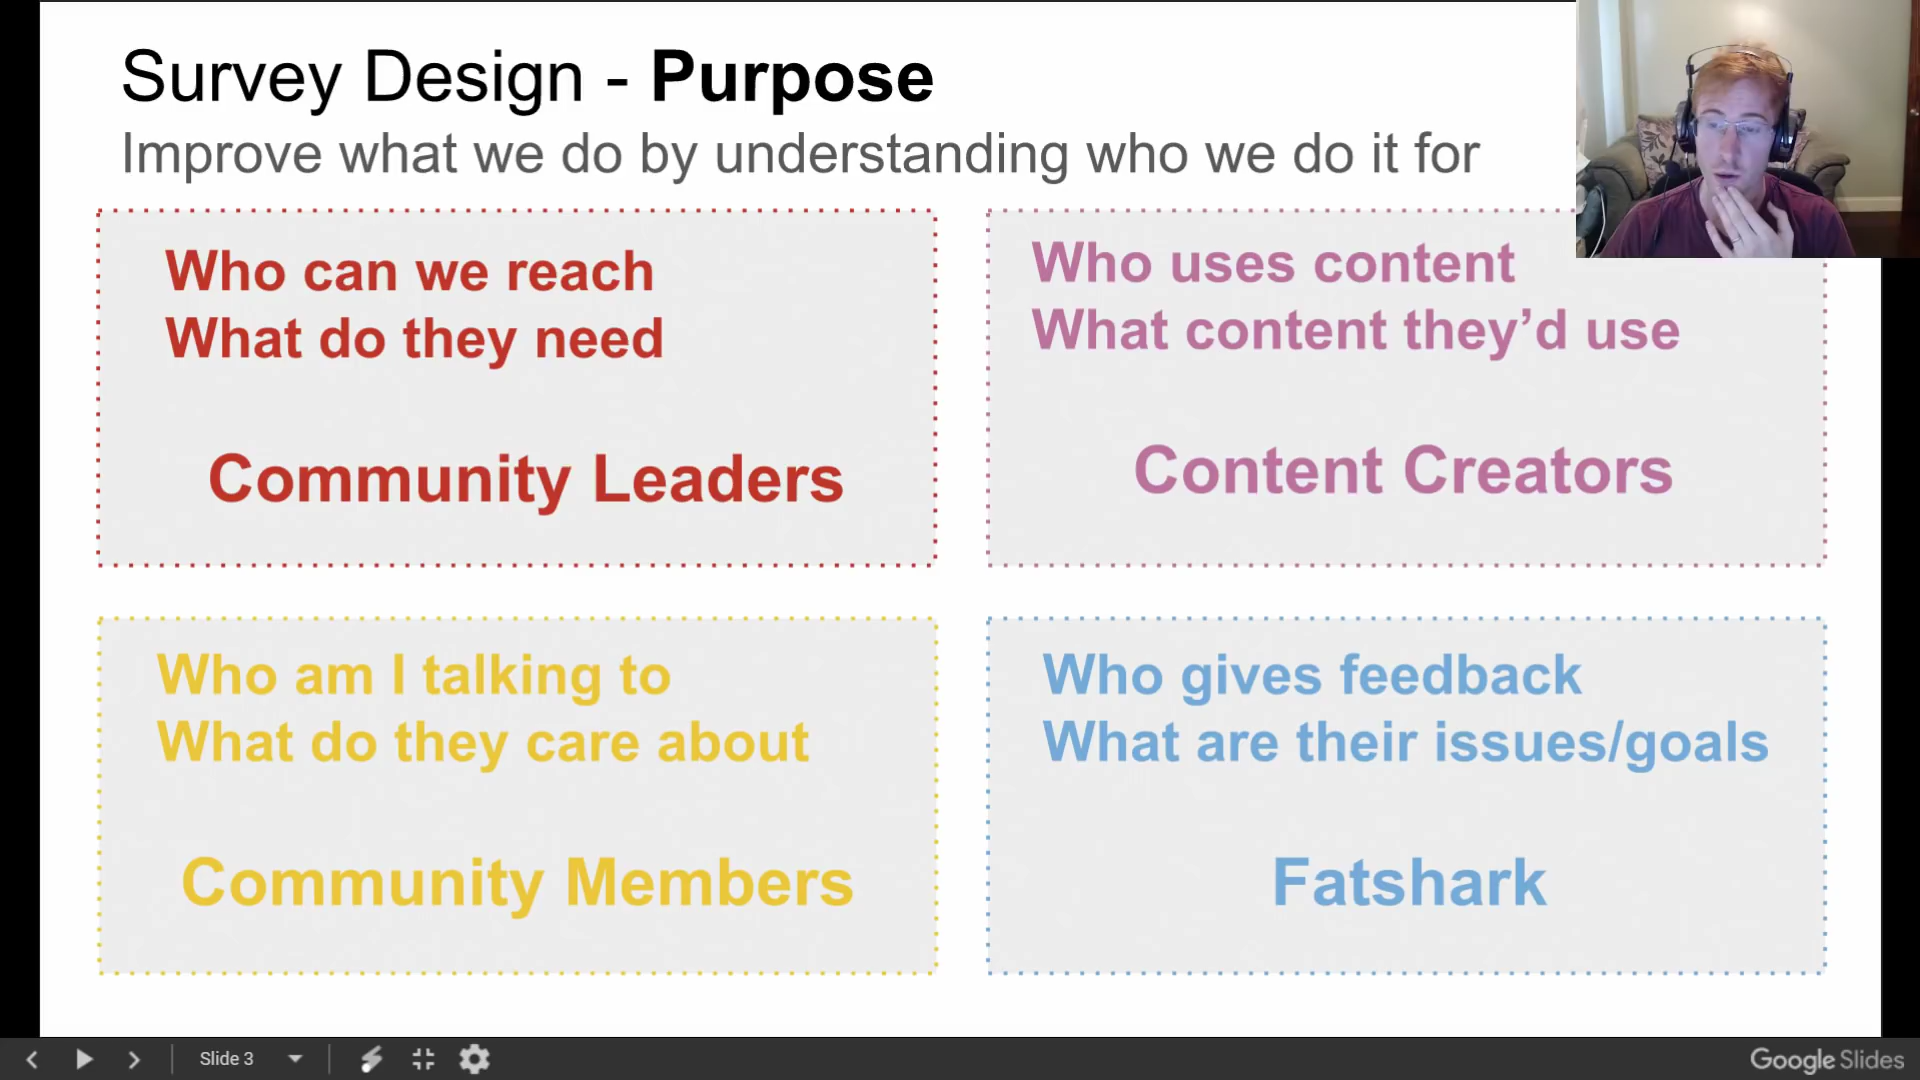 Survey Design - Purpose
Improve what we do by understanding who we do it for
Who can we reach
What do they need
Community Leaders
Who uses content
What content they’d use
Content Creators
Who am I talking to
What do they care about
Community Members
Who gives feedback
What are their issues/goals
Fatshark
Slide 3
Google Slides